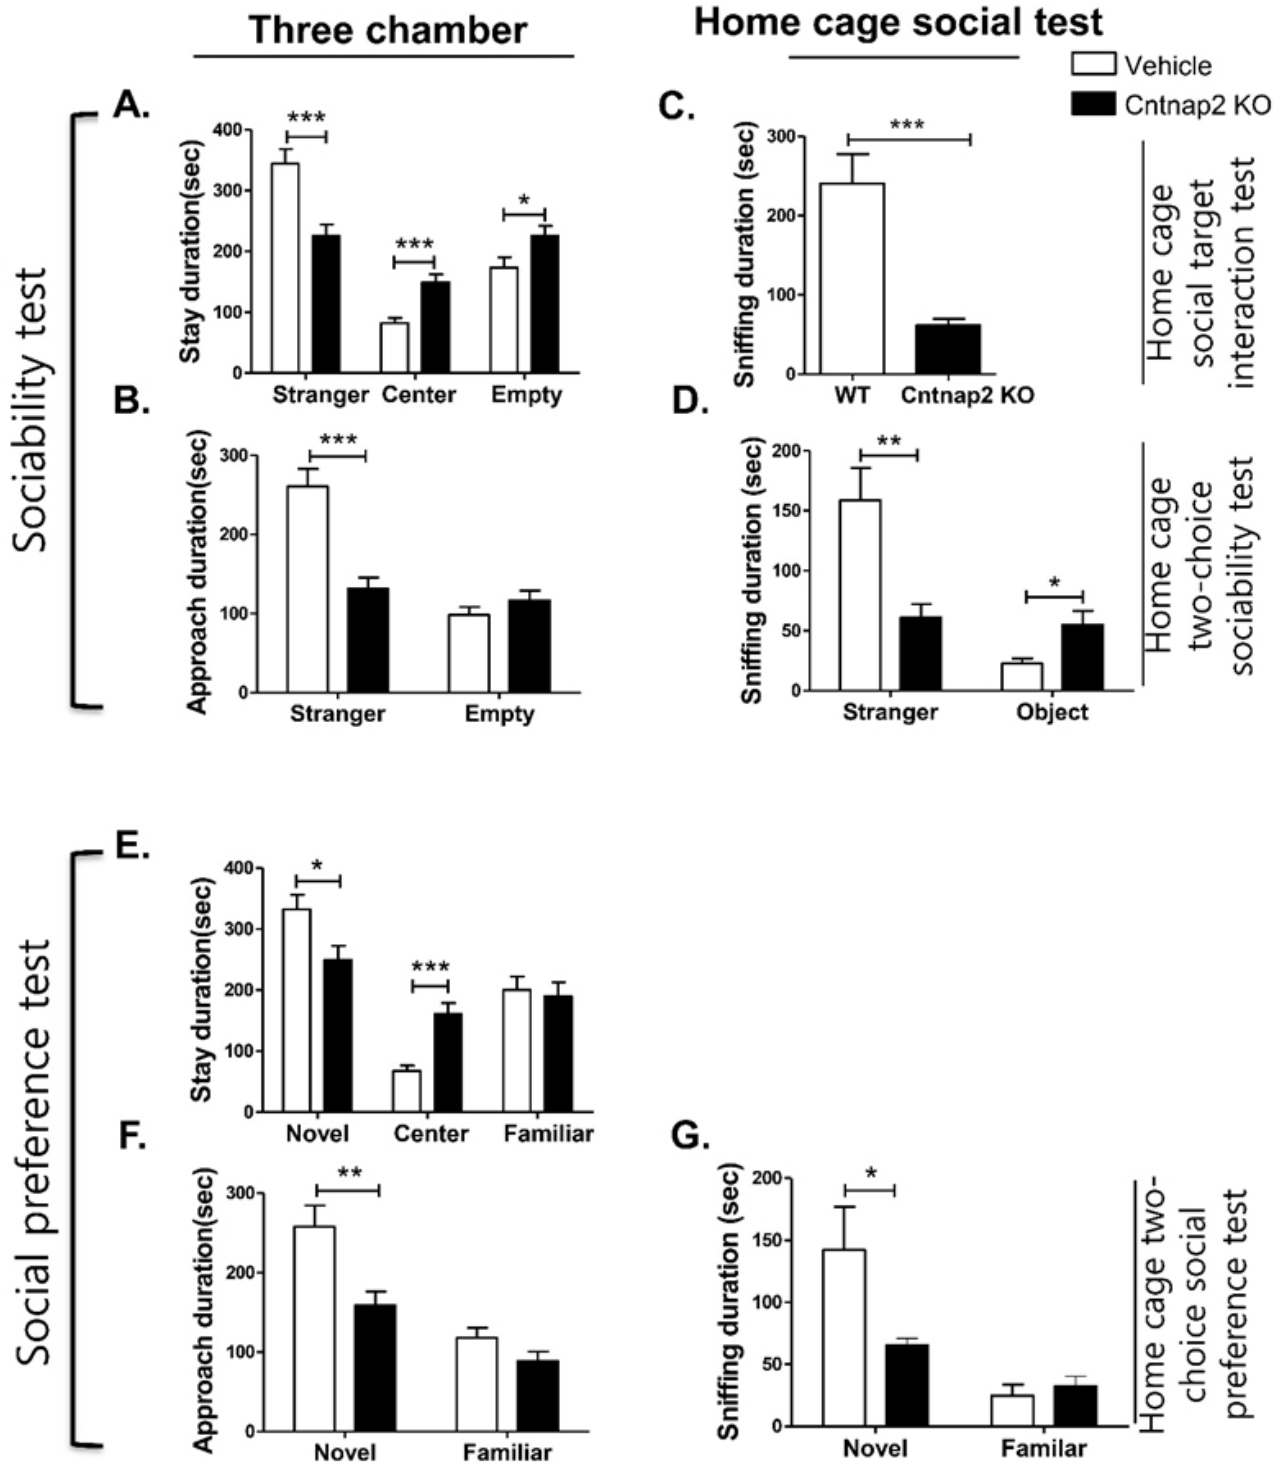 Three chamber
Home cage social test
Vehicle
Cntnap2 KO
Sociability test
A.
Stay duration(sec)
400
300
200
100
0
***
***
*
Stranger Center Empty
B.
Approach duration(sec)
300
200
100
0
***
Stranger Empty
C.
Sniffing duration (sec)
300
200
100
0
***
WT Cntnap2 KO
Home cage
social target
interaction test
D.
Sniffing duration (sec)
200
150
100
50
0
**
*
Stranger Object
Home cage
two-choice
sociability test
Social preference test
E.
Stay duration(sec)
400
300
200
100
0
*
***
Novel Center Familiar
F.
Approach duration(sec)
300
200
100
0
**
Novel Familiar
G.
Sniffing duration (sec)
200
150
100
50
0
*
Novel Familar
Home cage two-
choice social
preference test